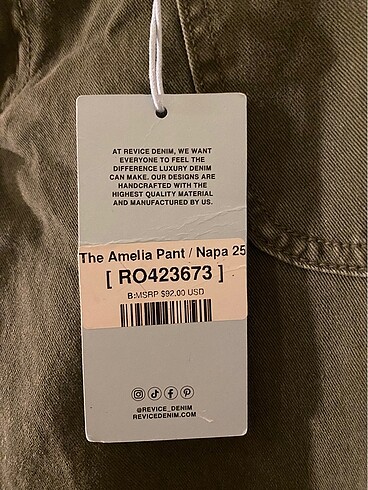 AT REVICE DENIM, WE WANT
EVERYONE TO FEEL THE
DIFFERENCE LUXURY DENIM
CAN MAKE. OUR DESIGNS ARE
HANDCRAFTED WITH THE
HIGHEST QUALITY MATERIAL
AND MANUFACTURED BY US.
The Amelia Pant / Napa 25
[ RO423673 ]
B:MSRP $92.00 USD
@REVICE_DENIM
REVICEDENIM.COM